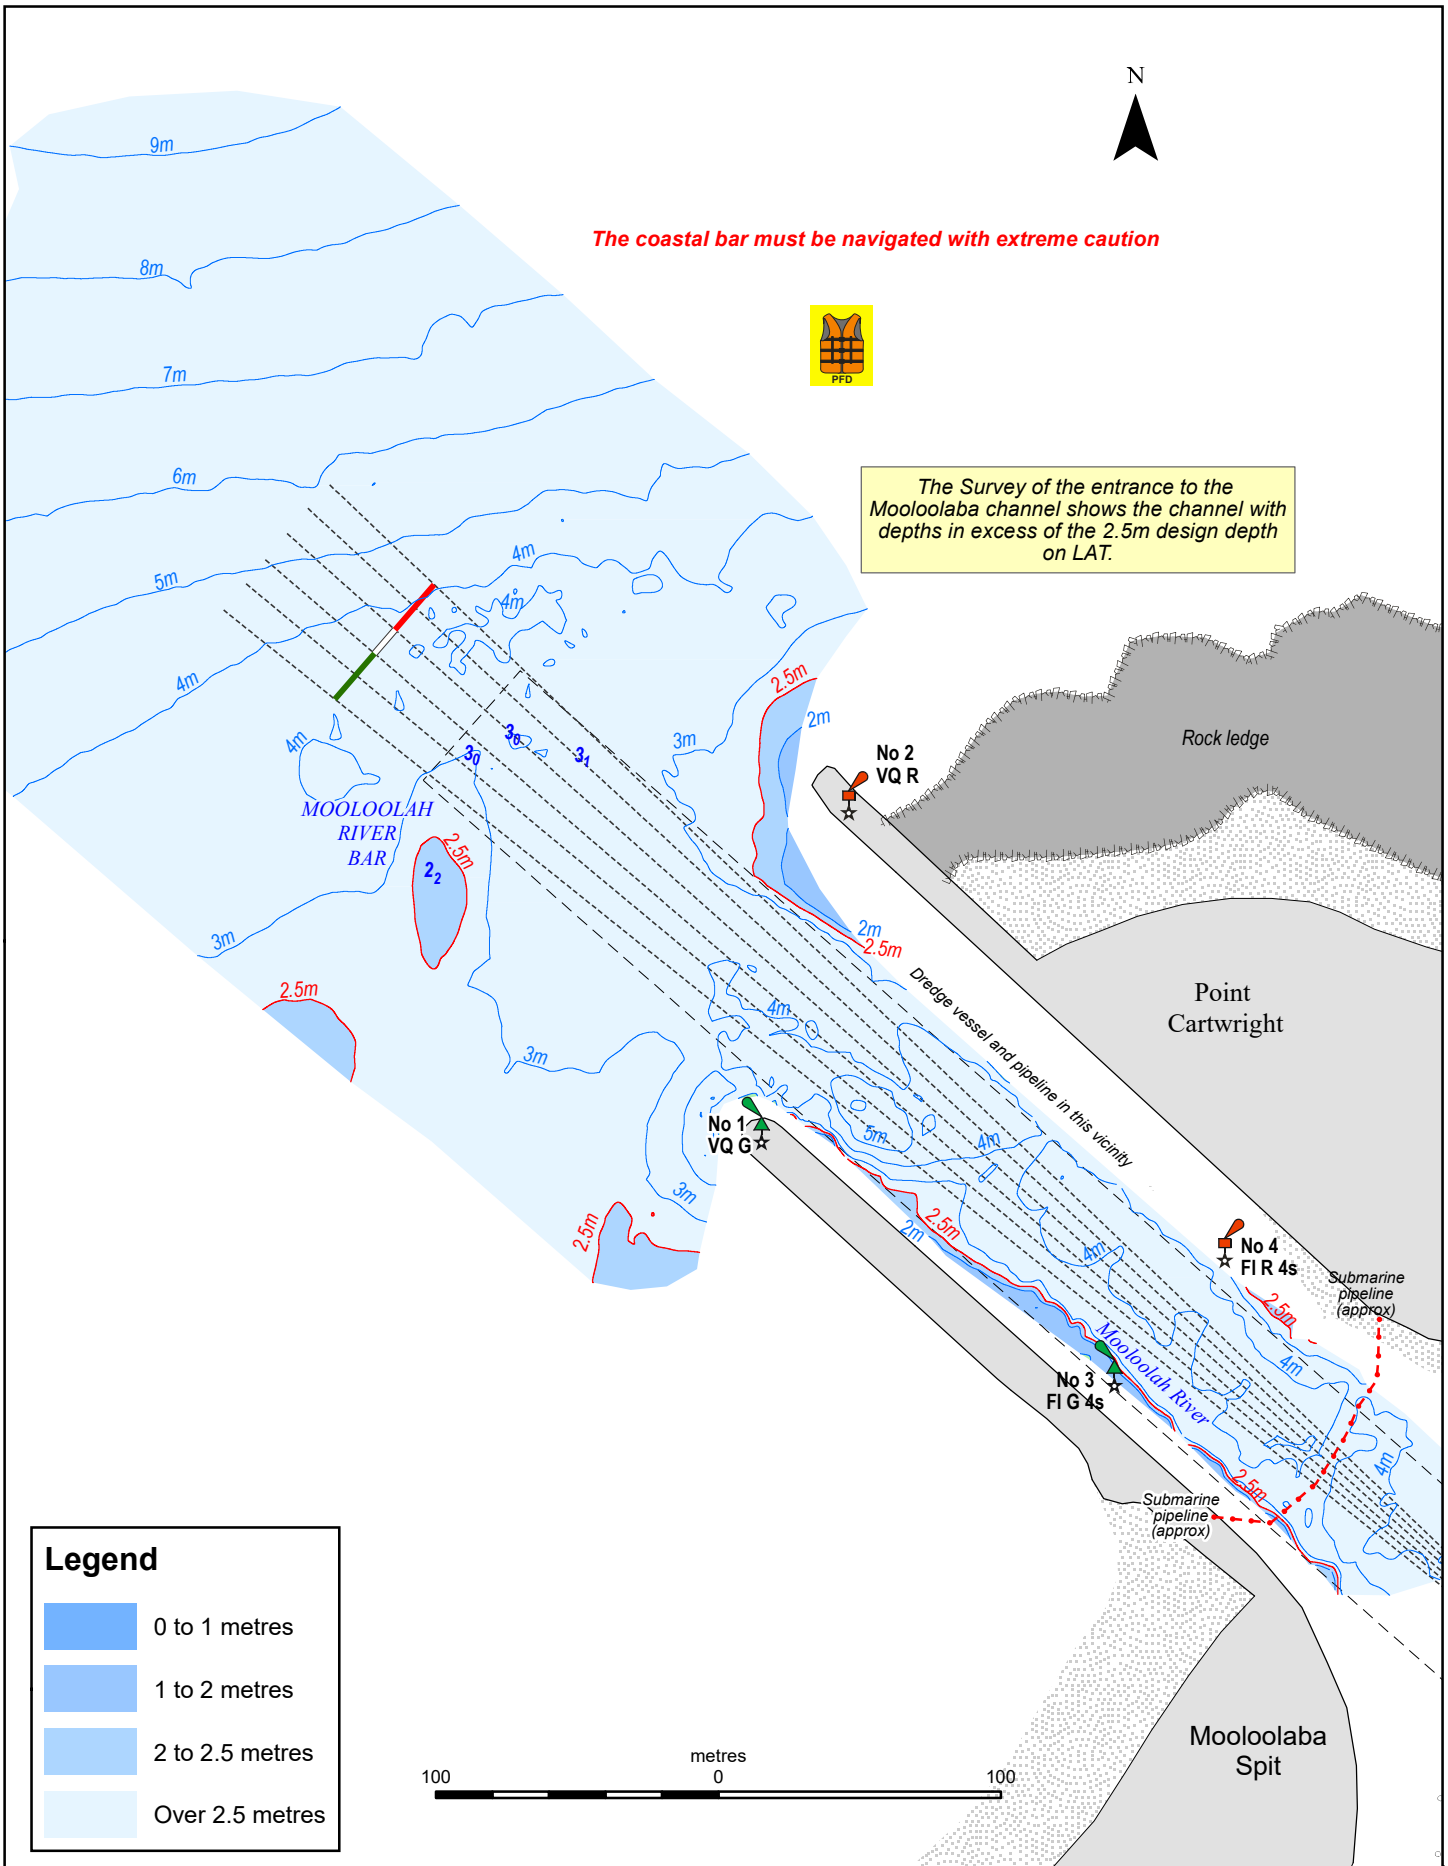 N
9m
The coastal bar must be navigated with extreme caution
8m
PFD
7m
6m
The Survey of the entrance to the
Mooloolaba channel shows the channel with
depths in excess of the 2.5m design depth
on LAT.
5m
4m
4m
4m
2.5m
2m
3m
4m
3₀
3₀
3₁
No 2
VQ R
Rock ledge
MOOLOOLAH
RIVER
BAR
2.5m
2₂
3m
2m
2.5m
2.5m
Dredge vessel and pipeline in this vicinity
Point
Cartwright
4m
3m
No 1
VQ G
5m
4m
3m
2.5m
2m
2.5m
4m
No 4
Fl R 4s
2.5m
Submarine
pipeline
(approx)
Mooloolah River
4m
No 3
Fl G 4s
2.5m
4m
Submarine
pipeline
(approx)
Legend
0 to 1 metres
1 to 2 metres
2 to 2.5 metres
Over 2.5 metres
metres
100
0
100
Mooloolaba
Spit